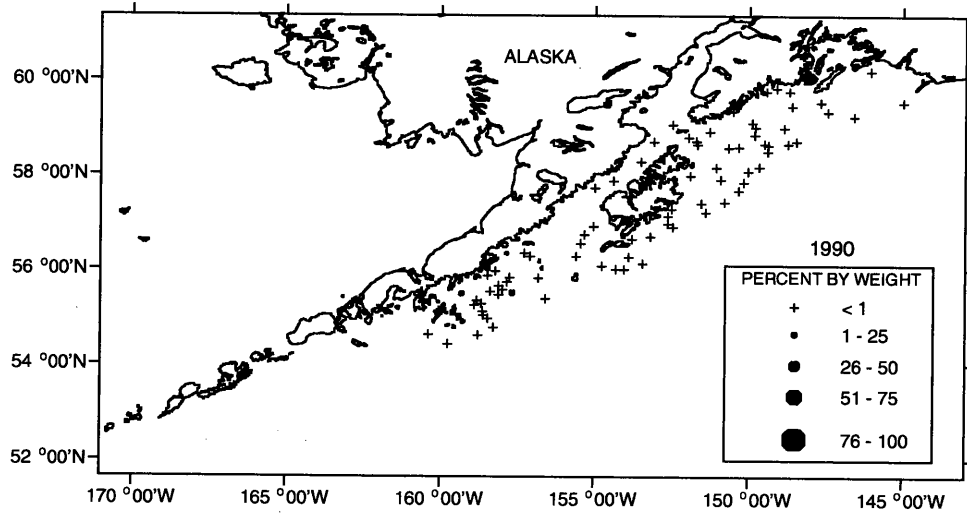 ALASKA
60 °00'N
58 °00'N
56 °00'N
54 °00'N
52 °00'N
1990
PERCENT BY WEIGHT
< 1
1 - 25
26 - 50
51 - 75
76 - 100
170 °00'W
165 °00'W
160 °00'W
155 °00'W
150 °00'W
145 °00'W